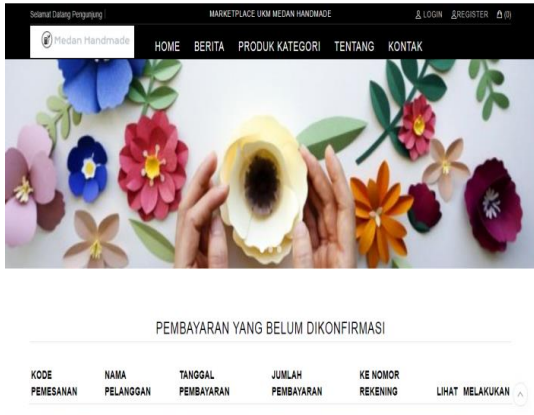 Selamat Datang Pengunjung
MARKETPLACE UKM MEDAN HANDMADE
LOGIN REGISTER (0)
Medan Handmade
HOME BERITA PRODUK KATEGORI TENTANG KONTAK
PEMBAYARAN YANG BELUM DIKONFIRMASI
KODE PEMESANAN
NAMA PELANGGAN
TANGGAL PEMBAYARAN
JUMLAH PEMBAYARAN
KE NOMOR REKENING
LIHAT MELAKUKAN